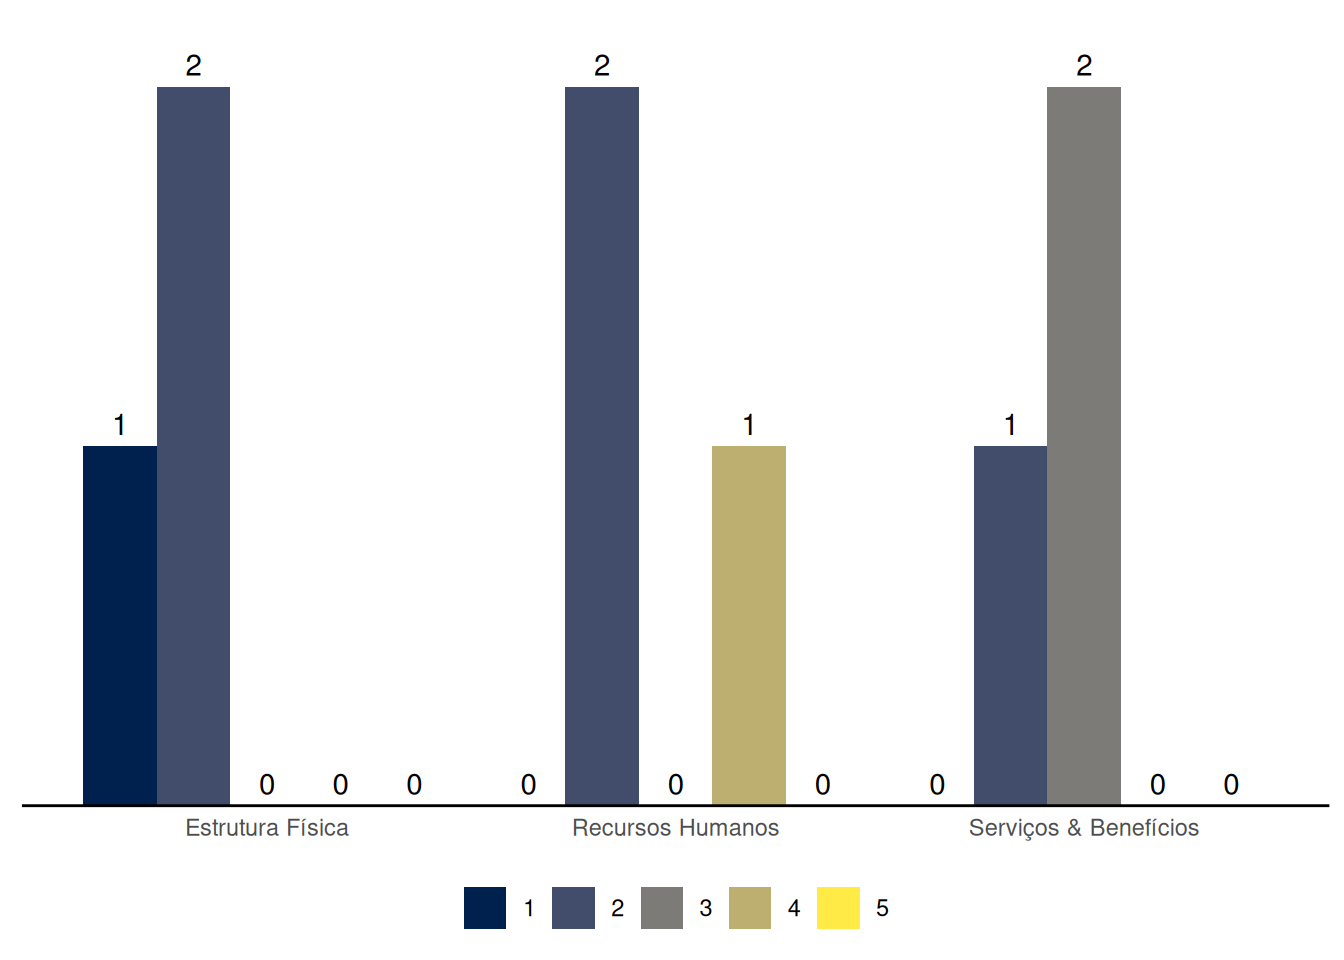 2 2 2
1 1 1
0 0 0 0 0 0 0 0 0
Estrutura Física Recursos Humanos Serviços & Benefícios
1 2 3 4 5